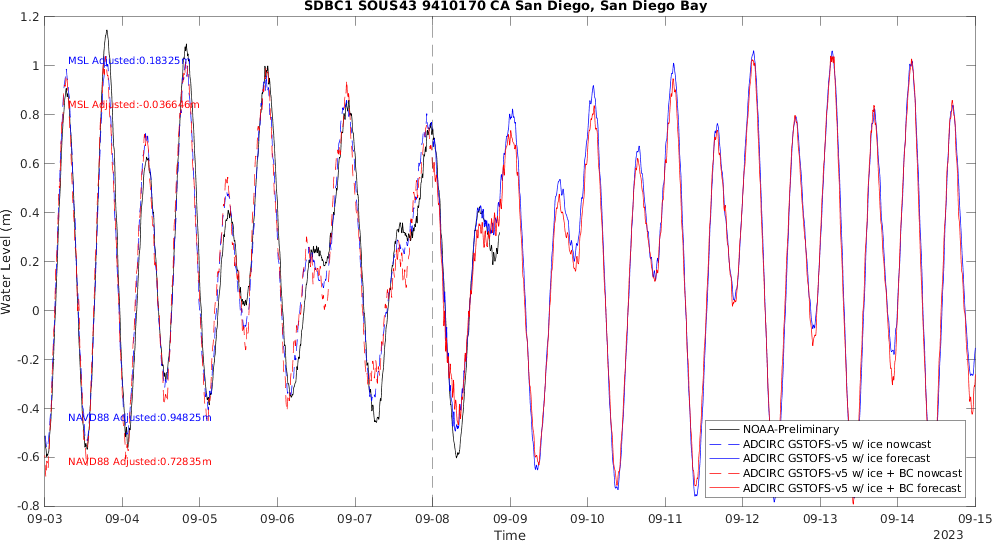 SDBC1 SOUS43 9410170 CA San Diego, San Diego Bay
Water Level (m)
1.2
1
0.8
0.6
0.4
0.2
0
-0.2
-0.4
-0.6
-0.8
MSL Adjusted:0.18325m
MSL Adjusted:-0.036646m
NAVD88 Adjusted:0.94825m
NAVD88 Adjusted:0.72835m
NOAA-Preliminary
ADCIRC GSTOFS-v5 w/ ice nowcast
ADCIRC GSTOFS-v5 w/ ice forecast
ADCIRC GSTOFS-v5 w/ ice + BC nowcast
ADCIRC GSTOFS-v5 w/ ice + BC forecast
09-03 09-04 09-05 09-06 09-07 09-08 09-09 09-10 09-11 09-12 09-13 09-14 09-15
Time
2023